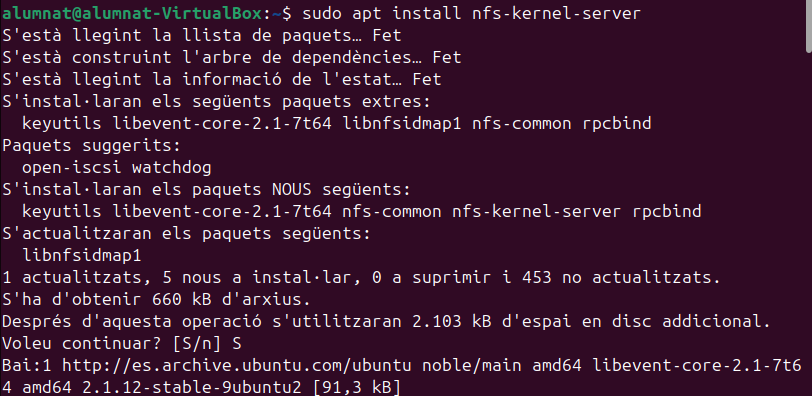 alumnat@alumnat-VirtualBox:~$ sudo apt install nfs-kernel-server
S'està llegint la llista de paquets… Fet
S'està construint l'arbre de dependències… Fet
S'està llegint la informació de l'estat… Fet
S'instal·laran els següents paquets extres:
  keyutils libevent-core-2.1-7t64 libnfsidmap1 nfs-common rpcbind
Paquets suggerits:
  open-iscsi watchdog
S'instal·laran els paquets NOUS següents:
  keyutils libevent-core-2.1-7t64 nfs-common nfs-kernel-server rpcbind
S'actualitzaran els paquets següents:
  libnfsidmap1
1 actualitzats, 5 nous a instal·lar, 0 a suprimir i 453 no actualitzats.
S'ha d'obtenir 660 kB d'arxius.
Després d'aquesta operació s'utilitzaran 2.103 kB d'espai en disc addicional.
Voleu continuar? [S/n] S
Bai:1 http://es.archive.ubuntu.com/ubuntu noble/main amd64 libevent-core-2.1-7t6
4 amd64 2.1.12-stable-9ubuntu2 [91,3 kB]